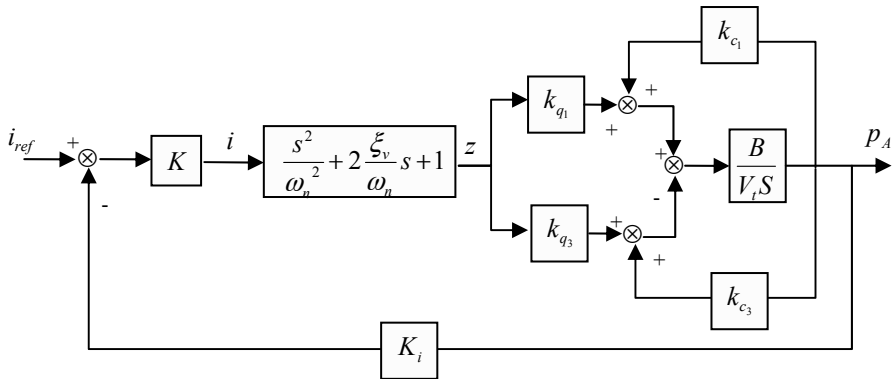 k_{c_1}
i_{ref}
+
-
K
i
\frac{s^2}{\omega_n^2} + 2\frac{\xi_v}{\omega_n}s + 1
z
k_{q_1}
+
+
k_{q_3}
+
+
+
-
\frac{B}{V_t S}
p_A
k_{c_3}
K_i